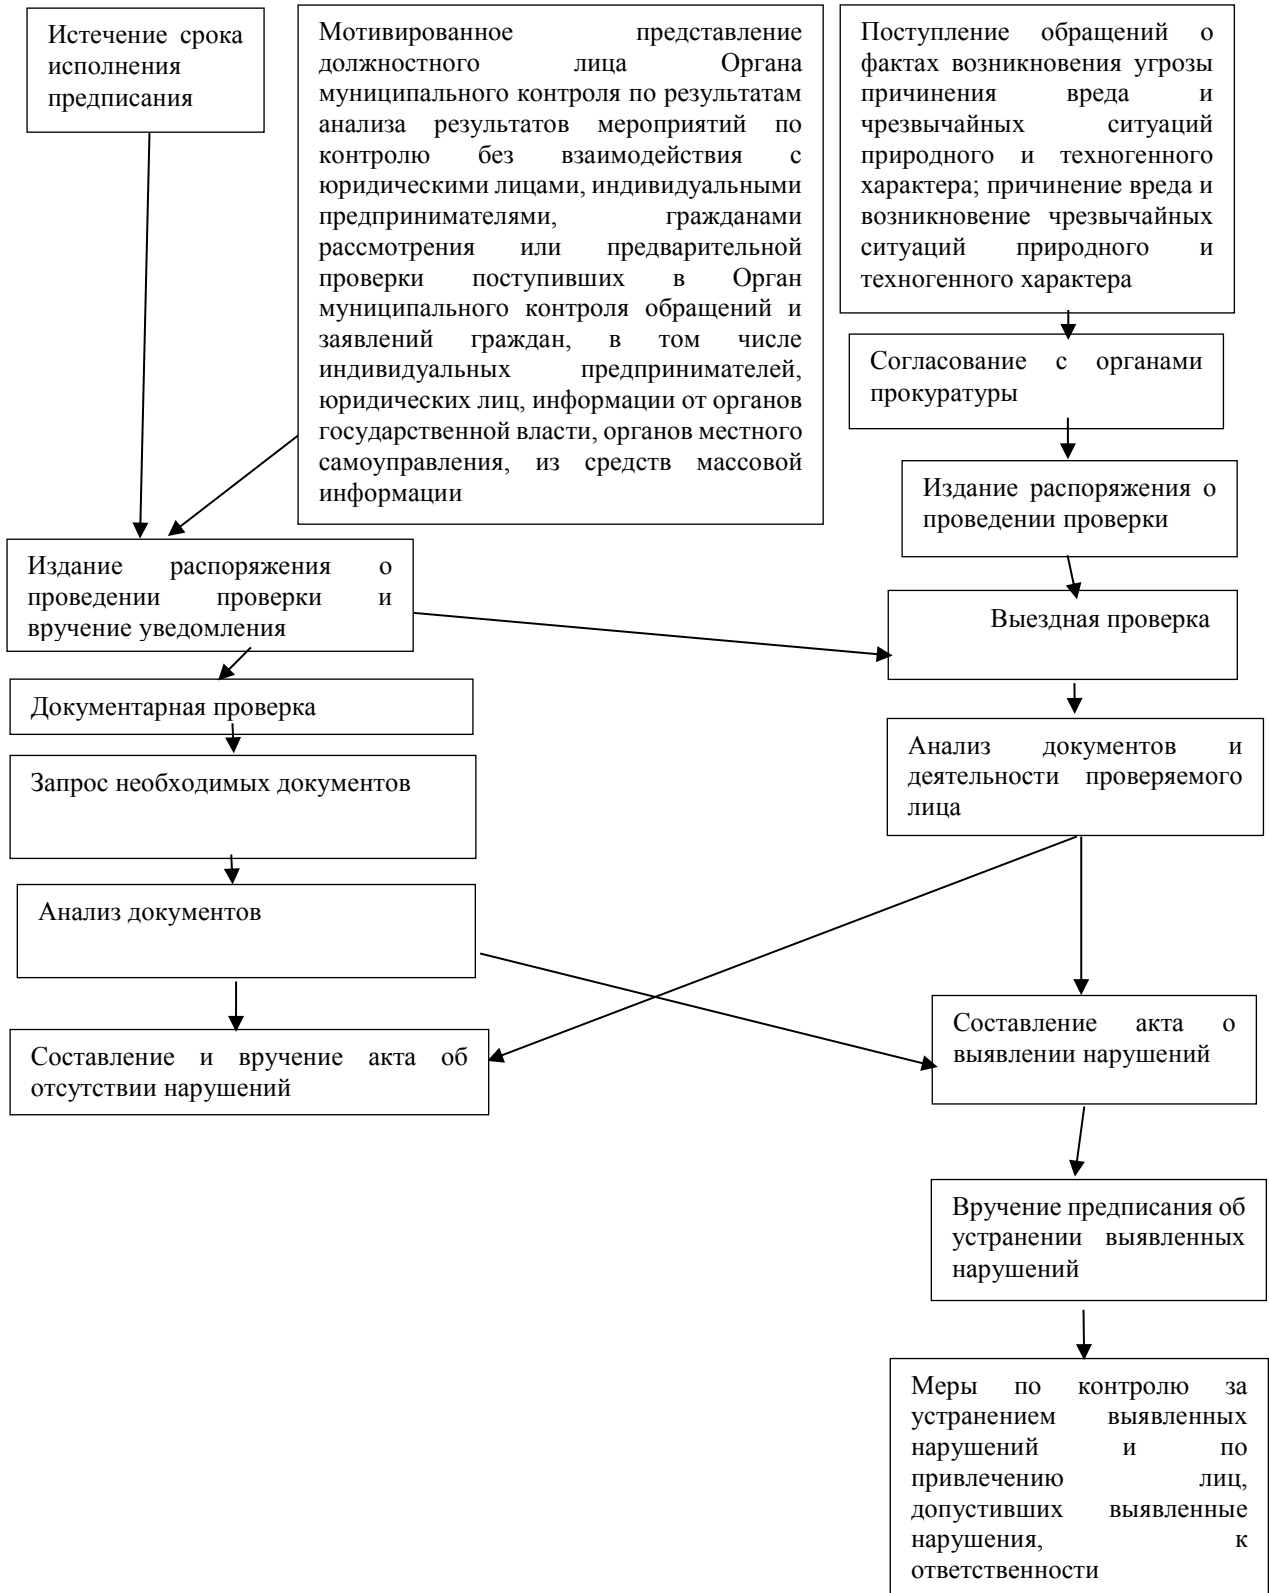 Истечение срока
исполнения
предписания
Мотивированное представление
должностного лица Органа
муниципального контроля по результатам
анализа результатов мероприятий по
контролю без взаимодействия с
юридическими лицами, индивидуальными
предпринимателями, гражданами
рассмотрения или предварительной
проверки поступивших в Орган
муниципального контроля обращений и
заявлений граждан, в том числе
индивидуальных предпринимателей,
юридических лиц, информации от органов
государственной власти, органов местного
самоуправления, из средств массовой
информации
Поступление обращений о
фактах возникновения угрозы
причинения вреда и
чрезвычайных ситуаций
природного и техногенного
характера; причинение вреда и
возникновение чрезвычайных
ситуаций природного и
техногенного характера
Согласование с органами
прокуратуры
Издание распоряжения о
проведении проверки
Издание распоряжения о
проведении проверки и
вручение уведомления
Выездная проверка
Документарная проверка
Запрос необходимых документов
Анализ документов и
деятельности проверяемого
лица
Анализ документов
Составление и вручение акта об
отсутствии нарушений
Составление акта о
выявлении нарушений
Вручение предписания об
устранении выявленных
нарушений
Меры по контролю за
устранением выявленных
нарушений и по
привлечению лиц,
допустивших выявленные
нарушения, к
ответственности